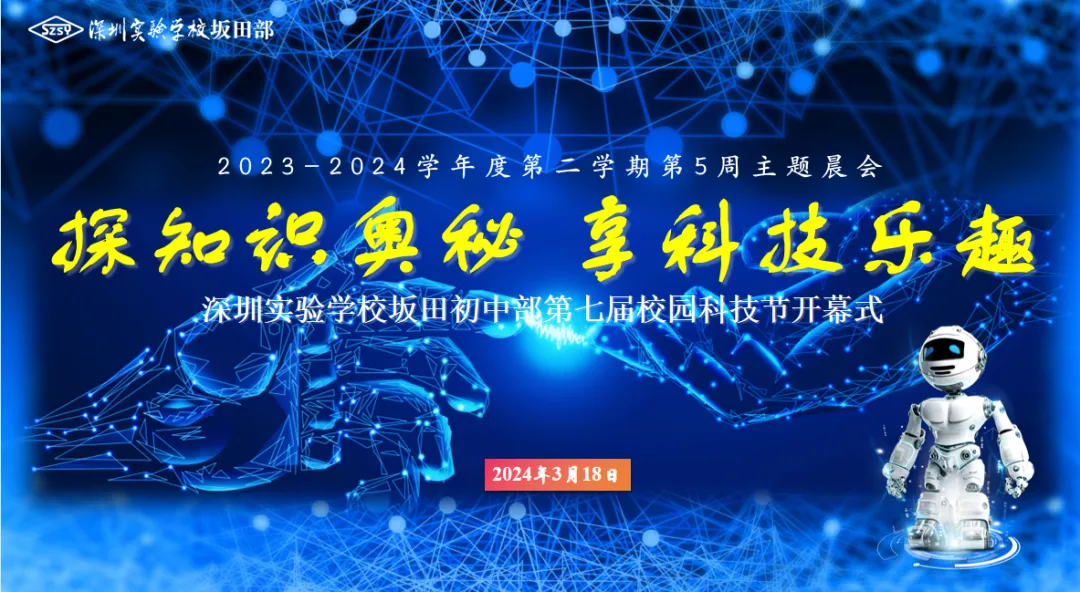 SZSY 深圳实验学校坂田部
2023-2024学年度第二学期第5周主题晨会
探知识奥秘 享科技乐趣
深圳实验学校坂田初中部第七届校园科技节开幕式
2024年3月18日